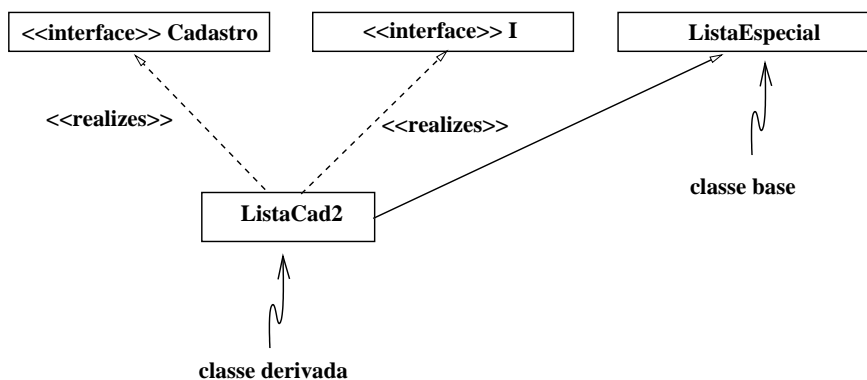 <<interface>> Cadastro
<<interface>> I
ListaEspecial
<<realizes>>
<<realizes>>
classe base
ListaCad2
classe derivada